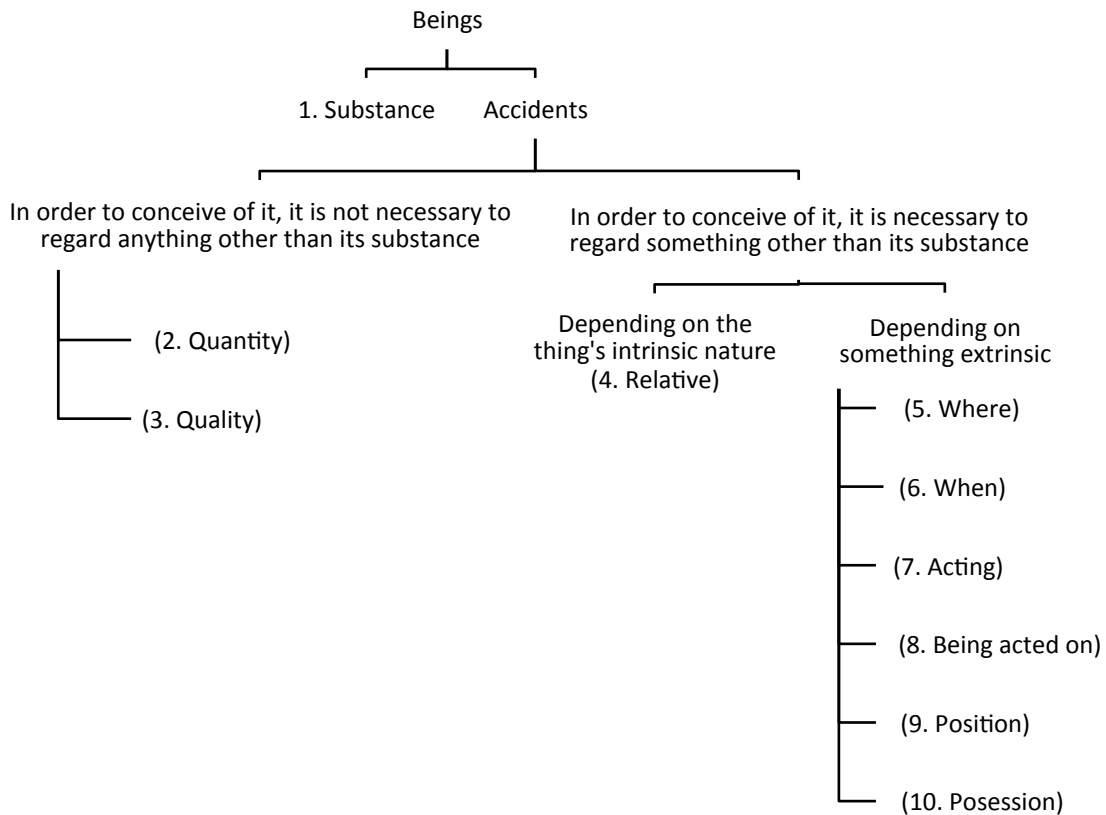 Beings
1. Substance
Accidents
In order to conceive of it, it is not necessary to
regard anything other than its substance
(2. Quantity)
(3. Quality)
In order to conceive of it, it is necessary to
regard something other than its substance
Depending on the
thing's intrinsic nature
(4. Relative)
Depending on
something extrinsic
(5. Where)
(6. When)
(7. Acting)
(8. Being acted on)
(9. Position)
(10. Posession)